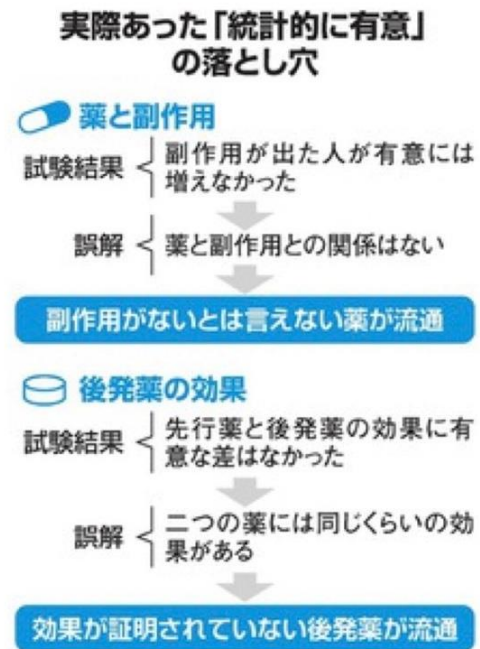 実際あった「統計的に有意」
の落とし穴
薬と副作用
試験結果
副作用が出た人が有意には
増えなかった
誤解
薬と副作用との関係はない
副作用がないとは言えない薬が流通
後発薬の効果
試験結果
先行薬と後発薬の効果に有
意な差はなかった
誤解
二つの薬には同じくらいの効
果がある
効果が証明されていない後発薬が流通